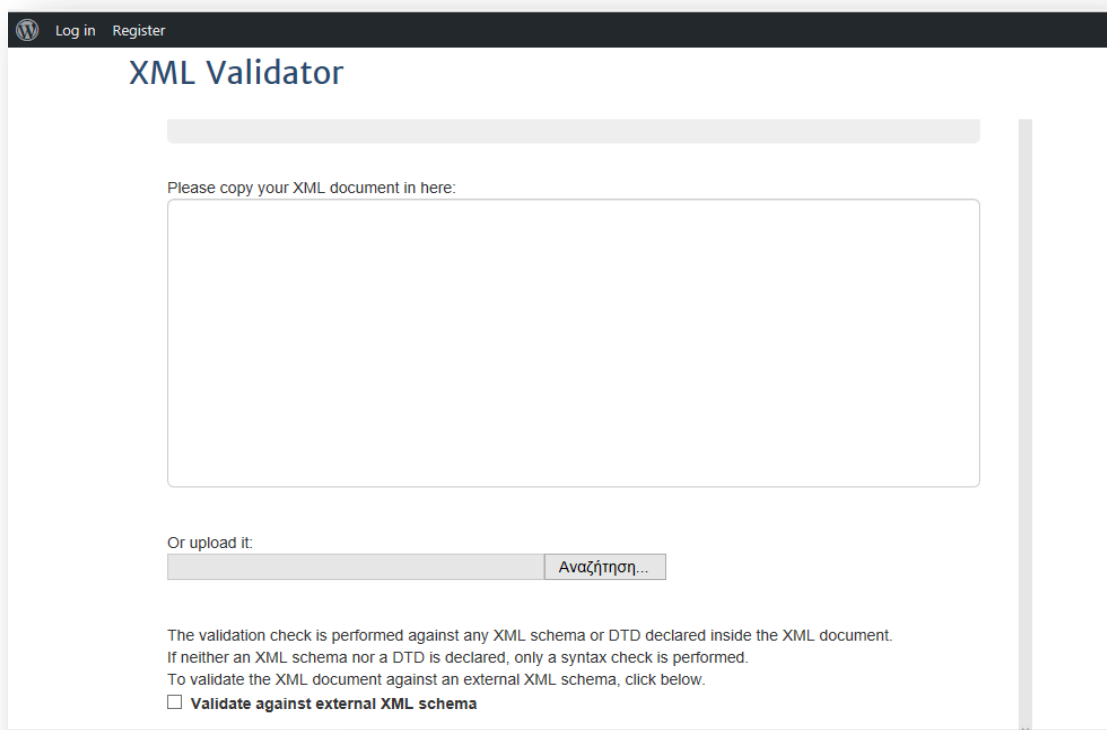 Log in Register
XML Validator
Please copy your XML document in here:
Or upload it:
Αναζήτηση...
The validation check is performed against any XML schema or DTD declared inside the XML document.
If neither an XML schema nor a DTD is declared, only a syntax check is performed.
To validate the XML document against an external XML schema, click below.
Validate against external XML schema